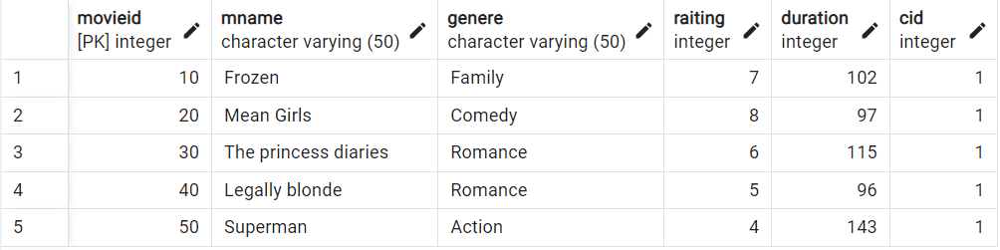 movieid mname genere raiting duration cid
[PK] integer character varying (50) character varying (50) integer integer integer
1 10 Frozen Family 7 102 1
2 20 Mean Girls Comedy 8 97 1
3 30 The princess diaries Romance 6 115 1
4 40 Legally blonde Romance 5 96 1
5 50 Superman Action 4 143 1